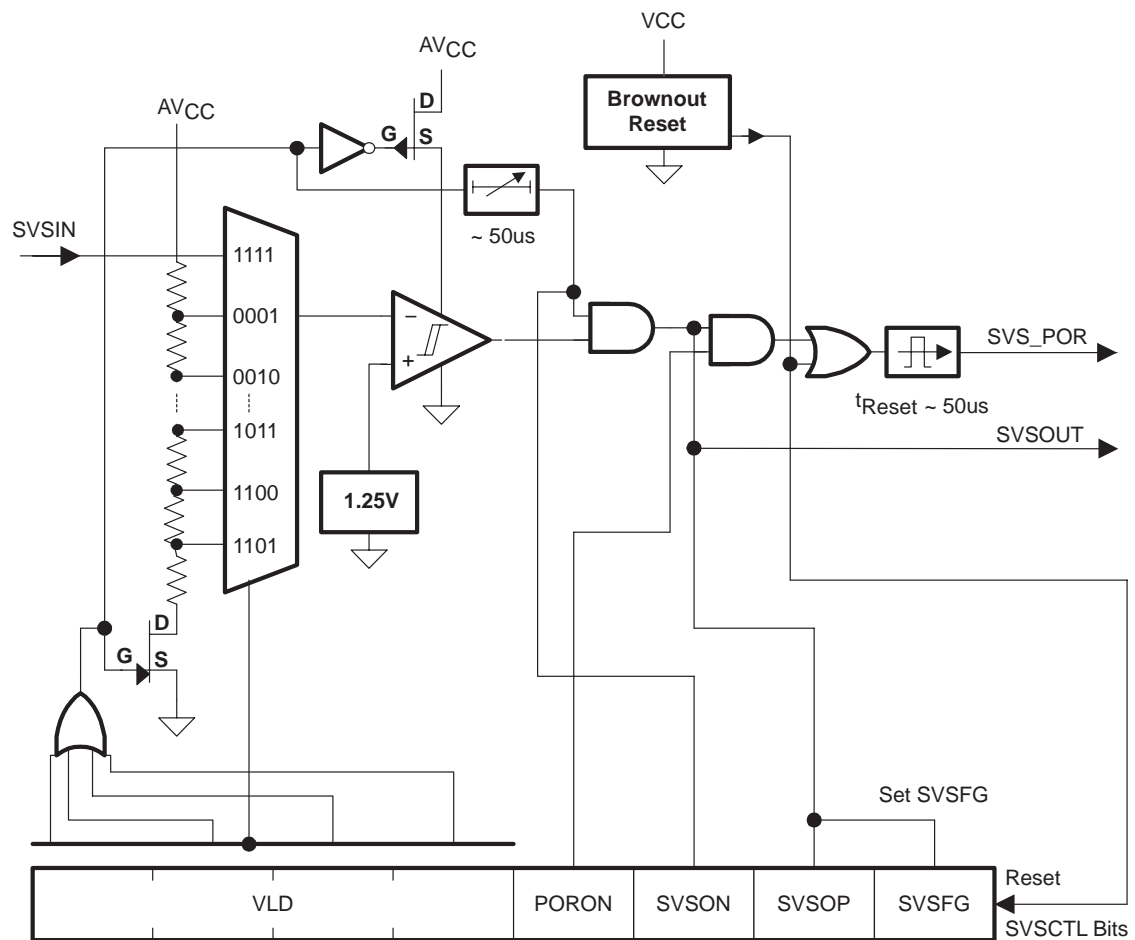 VCC
AVCC
Brownout
Reset
AVCC
D
G
S
SVSIN
~ 50us
1111
0001
–
SVS_POR
+
0010
tReset ~ 50us
1011
SVSOUT
1100
1.25V
1101
D
G
S
Set SVSFG
Reset
VLD
PORON
SVSON
SVSOP
SVSFG
SVSCTL Bits